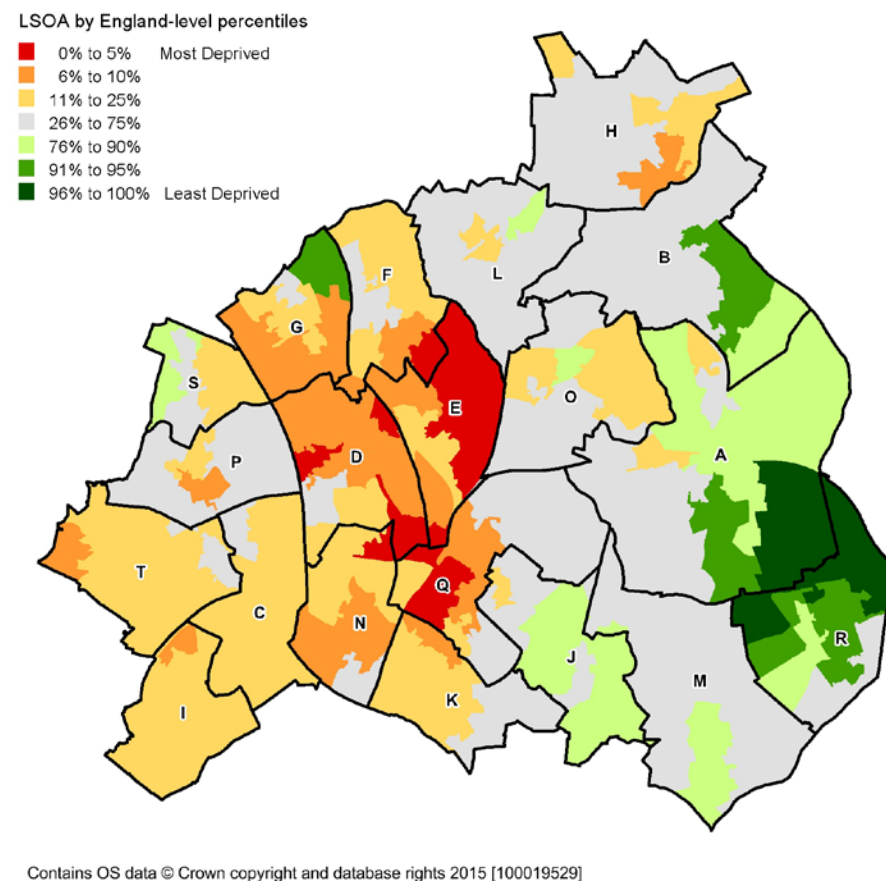 LSOA by England-level percentiles
0% to 5% Most Deprived
6% to 10%
11% to 25%
26% to 75%
76% to 90%
91% to 95%
96% to 100% Least Deprived
H
B
L
F
G
S
E
O
P
D
A
T
Q
C
N
R
J
K
M
I
Contains OS data © Crown copyright and database rights 2015 [100019529]